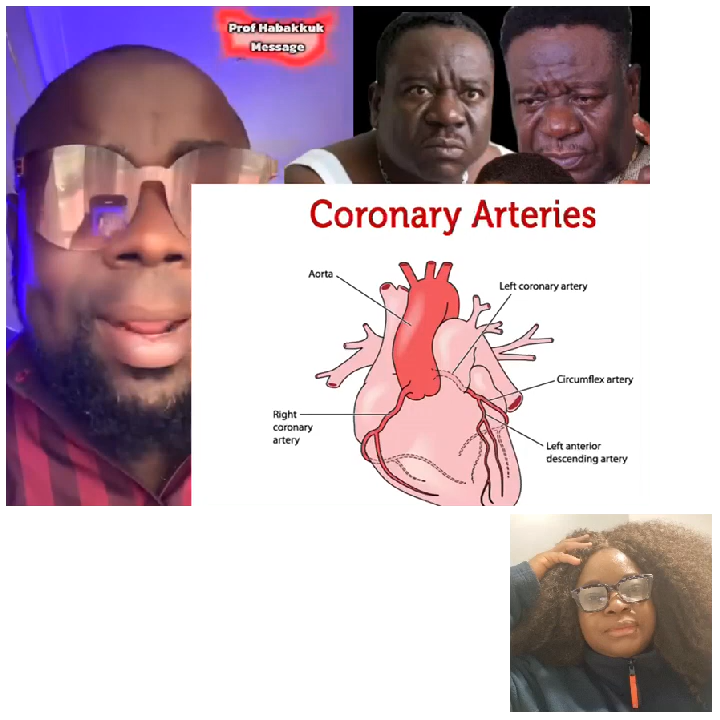 Prof Habakkuk
Message
Coronary Arteries
Aorta
Left coronary artery
Circumflex artery
Right
coronary
artery
Left anterior
descending artery